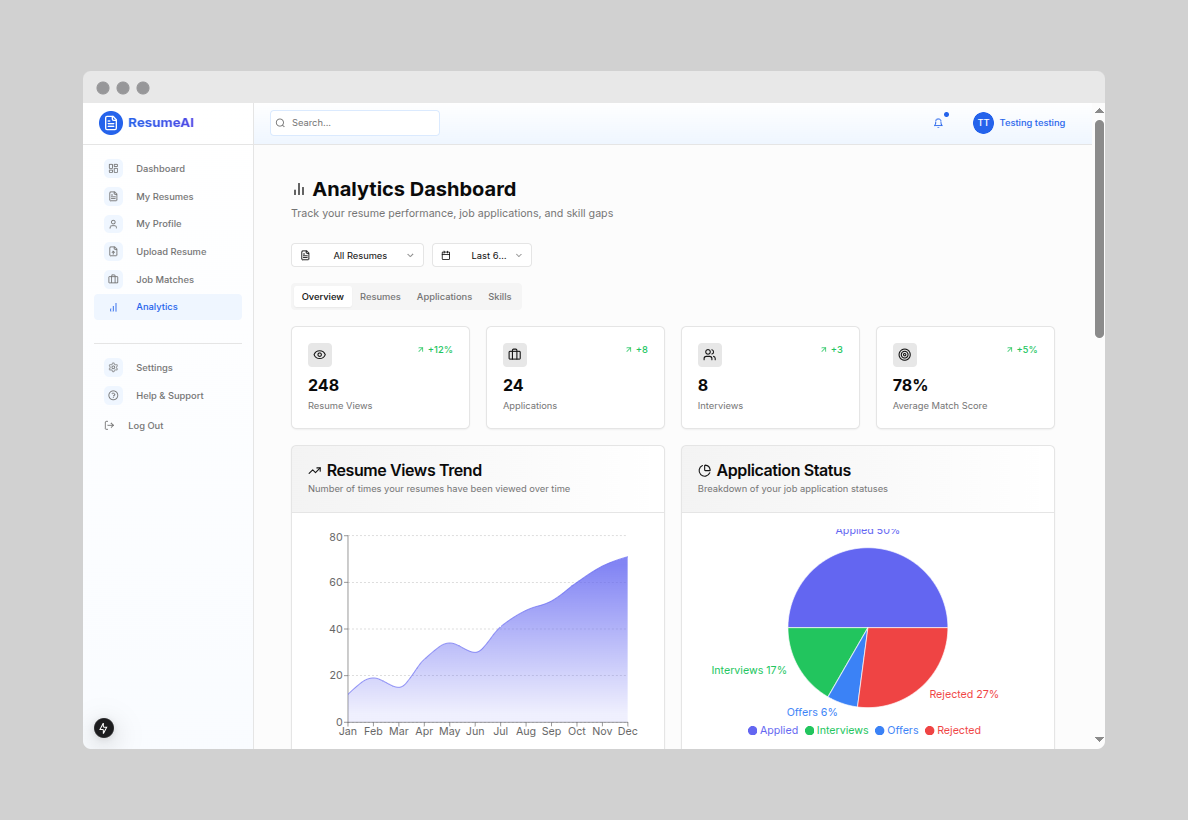 ResumeAI
Search...
TT
Testing testing
Dashboard
My Resumes
My Profile
Upload Resume
Job Matches
Analytics
Settings
Help & Support
Log Out
Analytics Dashboard
Track your resume performance, job applications, and skill gaps
All Resumes
Last 6...
Overview
Resumes
Applications
Skills
+12%
248
Resume Views
+8
24
Applications
+3
8
Interviews
+5%
78%
Average Match Score
Resume Views Trend
Number of times your resumes have been viewed over time
80
60
40
20
0
Jan Feb Mar Apr May Jun Jul Aug Sep Oct Nov Dec
Application Status
Breakdown of your job application statuses
Applied 50%
Interviews 17%
Rejected 27%
Offers 6%
Applied Interviews Offers Rejected